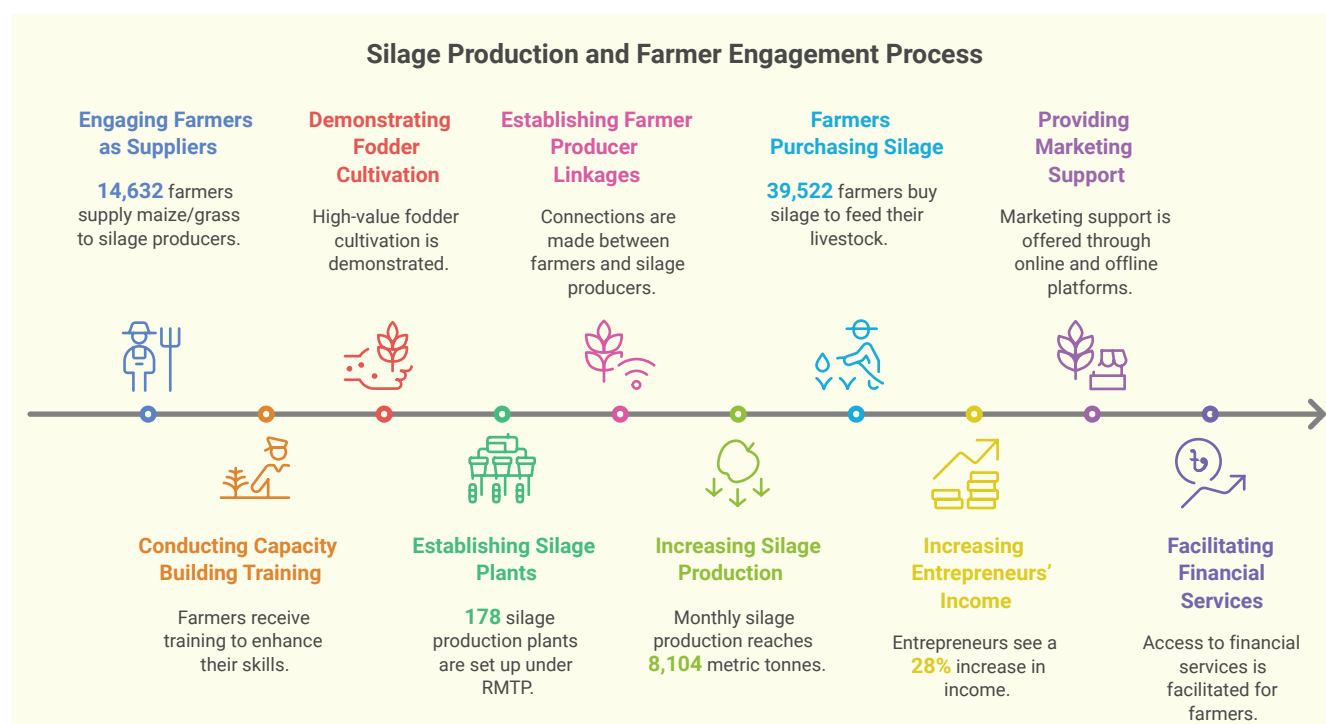 Silage Production and Farmer Engagement Process
Engaging Farmers
as Suppliers
14,632 farmers
supply maize/grass
to silage producers.
Conducting Capacity
Building Training
Farmers receive
training to enhance
their skills.
Demonstrating
Fodder
Cultivation
High-value fodder
cultivation is
demonstrated.
Establishing Silage
Plants
178 silage
production plants
are set up under
RMTP.
Establishing Farmer
Producer
Linkages
Connections are
made between
farmers and silage
producers.
Increasing Silage
Production
Monthly silage
production reaches
8,104 metric tonnes.
Farmers
Purchasing Silage
39,522 farmers buy
silage to feed their
livestock.
Increasing
Entrepreneurs’
Income
Entrepreneurs see a
28% increase in
income.
Providing
Marketing
Support
Marketing support is
offered through
online and offline
platforms.
৳
Facilitating
Financial
Services
Access to financial
services is
facilitated for
farmers.